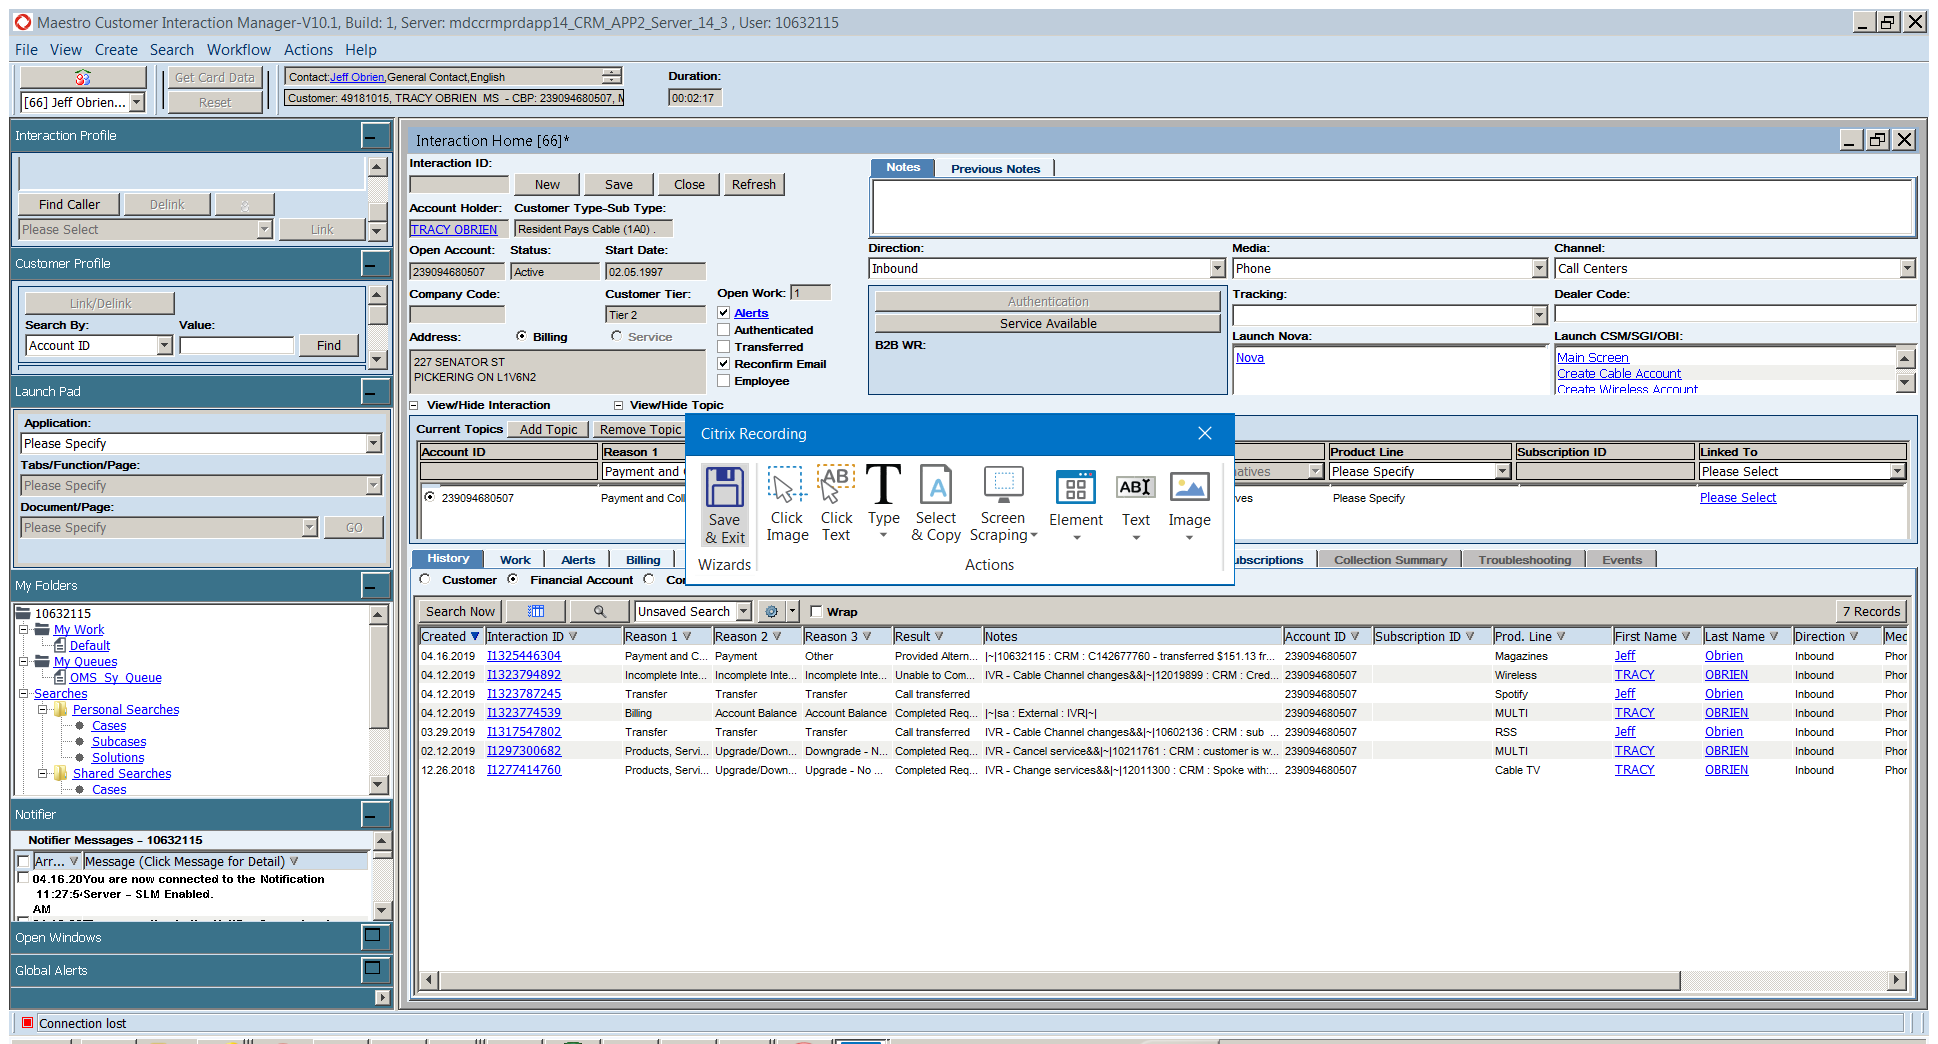 Maestro Customer Interaction Manager-V10.1, Build: 1, Server: mdccrmprdapp14_CRM_APP2_Server_14_3 , User: 10632115
File View Create Search Workflow Actions Help
Get Card Data
Contact:Jeff Obrien,General Contact,English
Duration:
[66] Jeff Obrien...
Reset
Customer: 49181015, TRACY OBRIEN MS - CBP: 239094680507,
00:02:17
Interaction Profile
Find Caller Delink
Please Select Link
Customer Profile
Link/Delink
Search By: Value:
Account ID Find
Launch Pad
Application:
Please Specify
Tabs/Function/Page:
Please Specify
Document/Page:
Please Specify GO
My Folders
10632115
My Work
Default
My Queues
OMS_Sy_Queue
Searches
Personal Searches
Cases
Subcases
Solutions
Shared Searches
Cases
Notifier
Notifier Messages - 10632115
Arr... Message (Click Message for Detail)
04.16.20 You are now connected to the Notification
11:27:5 Server - SLM Enabled.
AM
Open Windows
Global Alerts
Connection lost
Interaction Home [66]*
Interaction ID:
New Save Close Refresh
Account Holder: Customer Type-Sub Type:
TRACY OBRIEN Resident Pays Cable (1A0) .
Open Account: Status: Start Date:
239094680507 Active 02.05.1997
Company Code: Customer Tier: Open Work: 1
Tier 2 Alerts
Address: Billing Service Authenticated
Transferred
227 SENATOR ST Reconfirm Email
PICKERING ON L1V6N2 Employee
Notes Previous Notes
Direction: Media: Channel:
Inbound Phone Call Centers
Authentication Tracking: Dealer Code:
Service Available
B2B WR: Launch Nova: Launch CSM/SGI/OBI:
Nova Main Screen
Create Cable Account
Create Wireless Account
View/Hide Interaction View/Hide Topic
Current Topics Add Topic Remove Topic
Account ID Reason 1 Product Line Subscription ID Linked To
Payment and C atives Please Specify Please Select
239094680507 Payment and Col ves Please Specify Please Select
Citrix Recording
Save & Exit
Click Image
Click Text
Type
Select & Copy
Screen Scraping
Element
Text
Image
Wizards Actions
History Work Alerts Billing ubscriptions Collection Summary Troubleshooting Events
Customer Financial Account Co
Search Now Unsaved Search Wrap 7 Records
Created Interaction ID Reason 1 Reason 2 Reason 3 Result Notes Account ID Subscription ID Prod. Line First Name Last Name Direction Mec
04.16.2019 I1325446304 Payment and C... Payment Other Provided Altern... |~|10632115 : CRM : C142677760 - transferred $151.13 fr... 239094680507 Magazines Jeff Obrien Inbound Phor
04.12.2019 I1323794892 Incomplete Inte... Incomplete Inte... Incomplete Inte... Unable to Com... IVR - Cable Channel changes&&|~|12019899 : CRM : Cred... 239094680507 Wireless TRACY OBRIEN Inbound Phor
04.12.2019 I1323787245 Transfer Transfer Transfer Call transferred 239094680507 Spotify Jeff Obrien Inbound Phor
04.12.2019 I1323774539 Billing Account Balance Account Balance Completed Req... |~|sa : External : IVR|~| 239094680507 MULTI TRACY OBRIEN Inbound Phor
03.29.2019 I1317547802 Transfer Transfer Transfer Call transferred IVR - Cable Channel changes&&|~|10602136 : CRM : sub 239094680507 RSS Jeff Obrien Inbound Phor
02.12.2019 I1297300682 Products, Servi... Upgrade/Down... Downgrade - N... Completed Req... IVR - Cancel service&&|~|10211761 : CRM : customer is w... 239094680507 MULTI TRACY OBRIEN Inbound Phor
12.26.2018 I1277414760 Products, Servi... Upgrade/Down... Upgrade - No ... Completed Req... IVR - Change services&&|~|12011300 : CRM : Spoke with:... 239094680507 Cable TV TRACY OBRIEN Inbound Phor